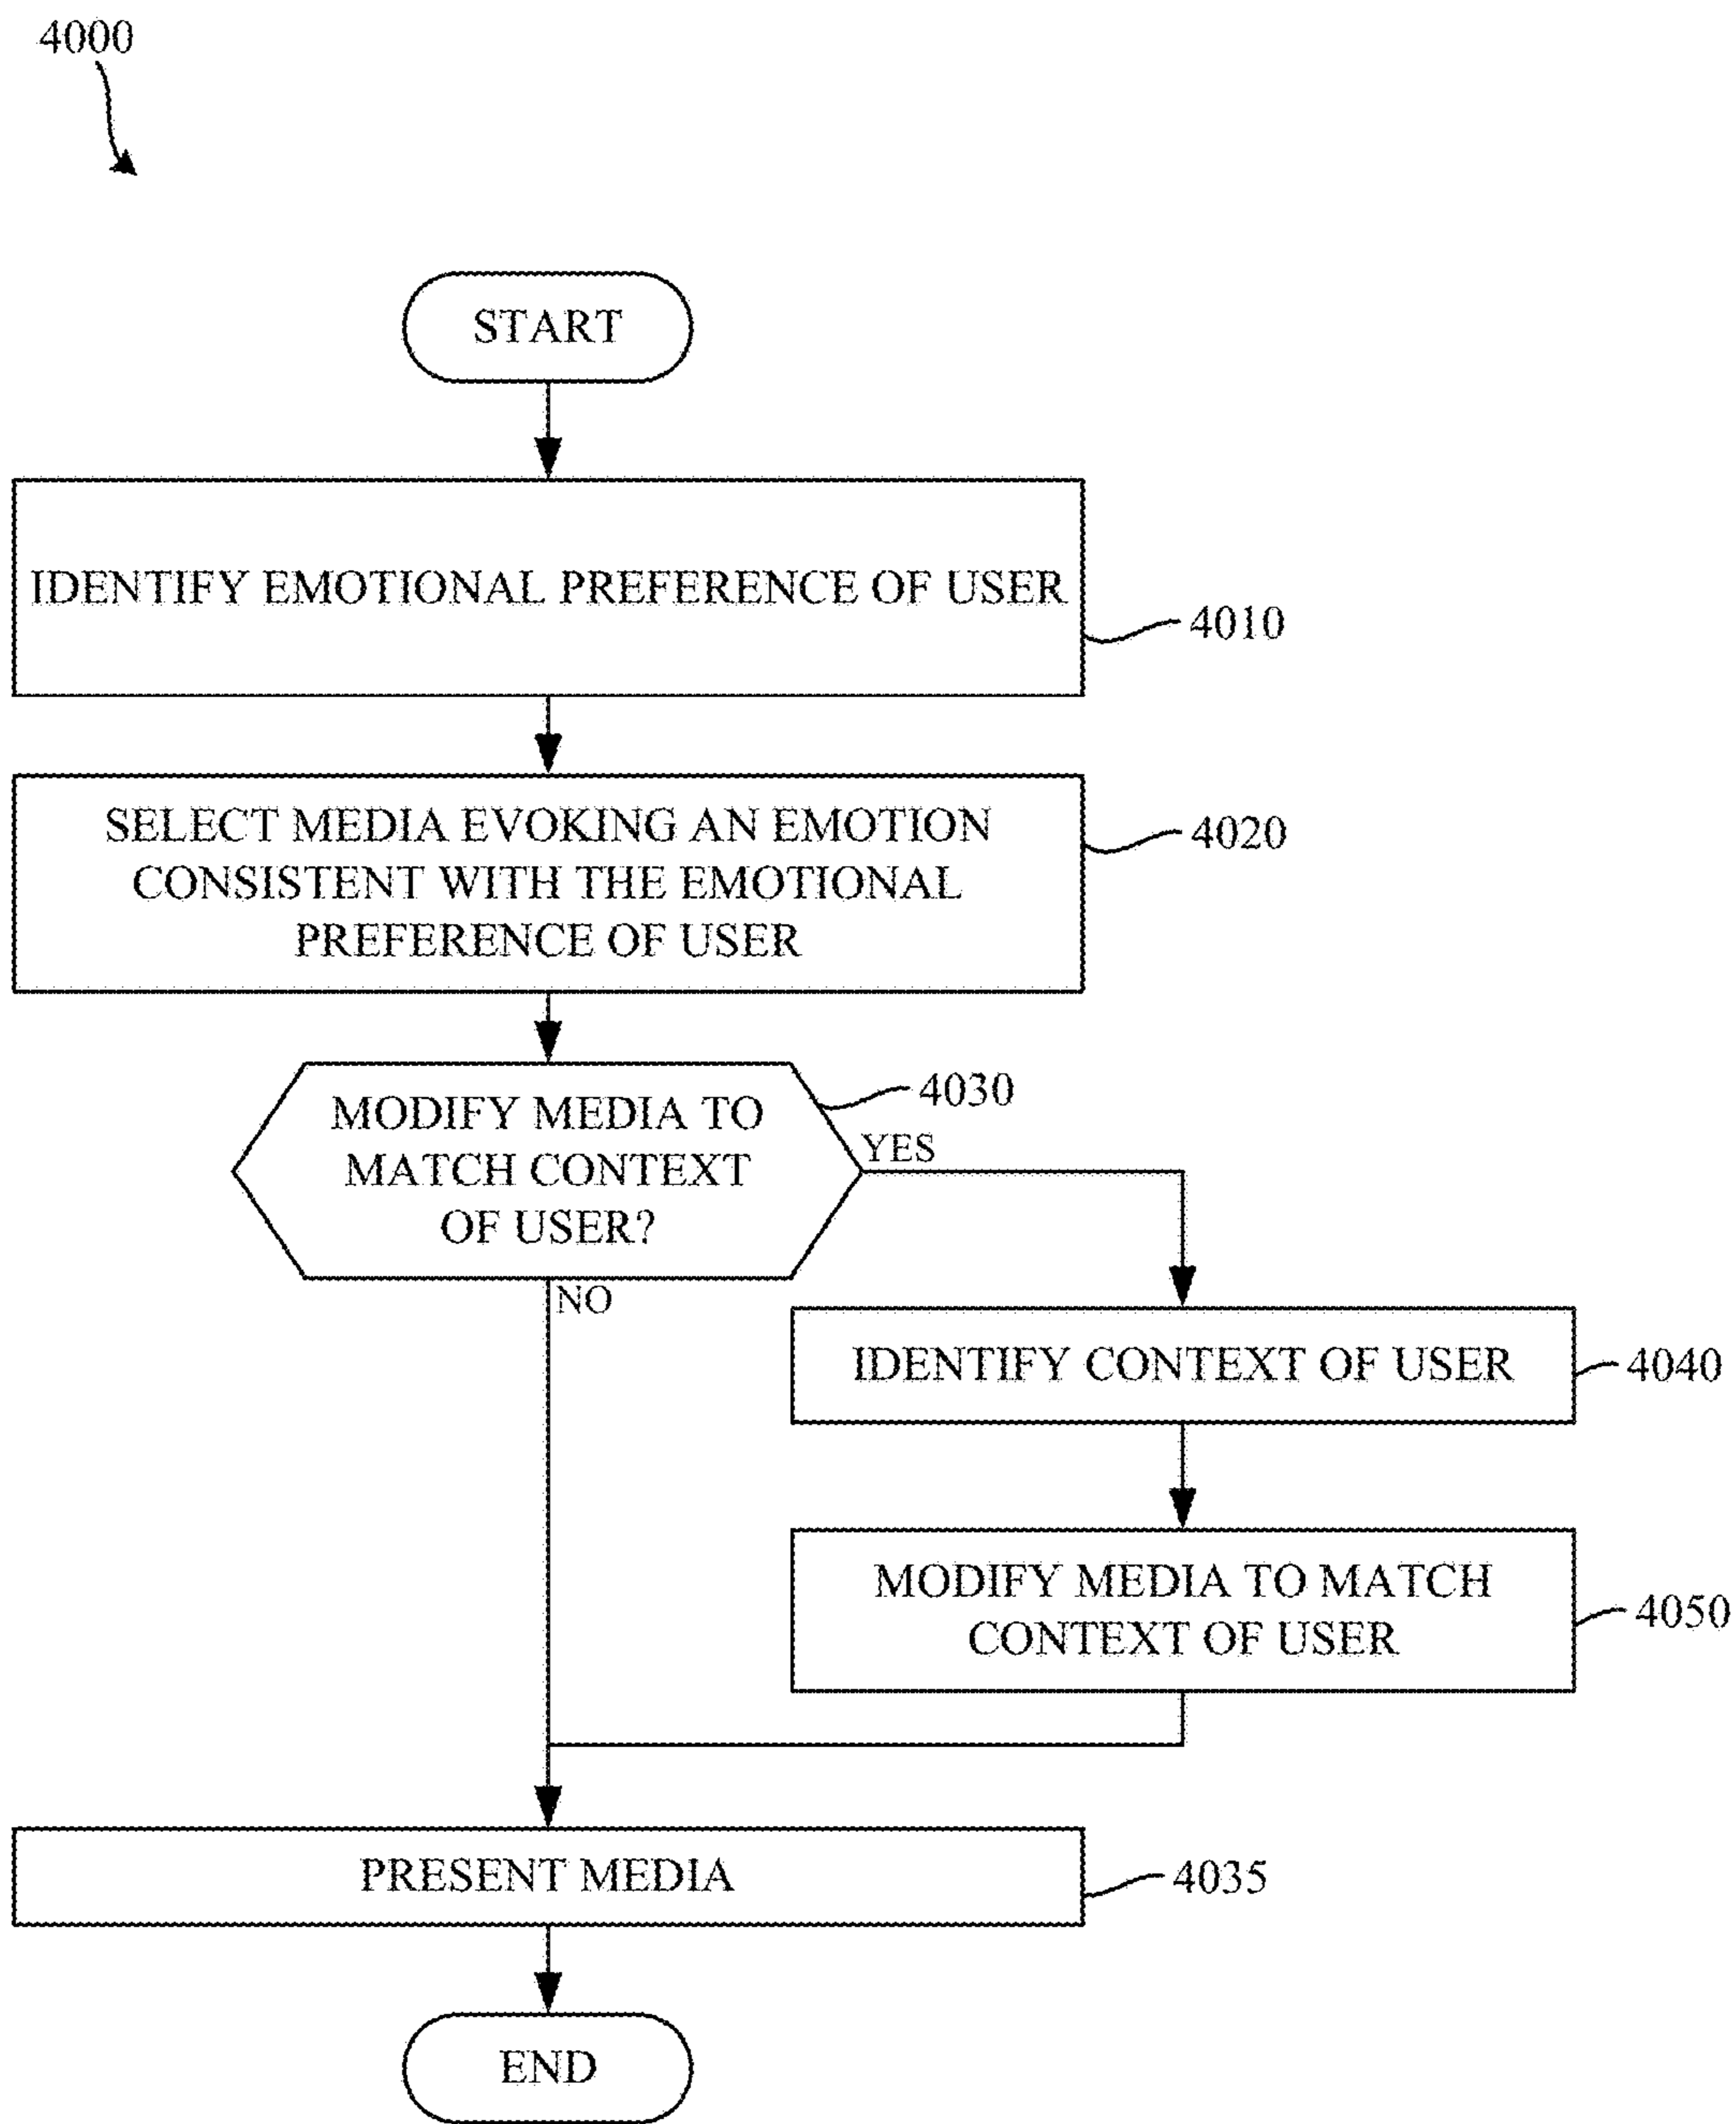 4000
START
IDENTIFY EMOTIONAL PREFERENCE OF USER
4010
SELECT MEDIA EVOKING AN EMOTION
CONSISTENT WITH THE EMOTIONAL
PREFERENCE OF USER
4020
MODIFY MEDIA TO
MATCH CONTEXT
OF USER?
4030
YES
NO
IDENTIFY CONTEXT OF USER
4040
MODIFY MEDIA TO MATCH
CONTEXT OF USER
4050
PRESENT MEDIA
4035
END